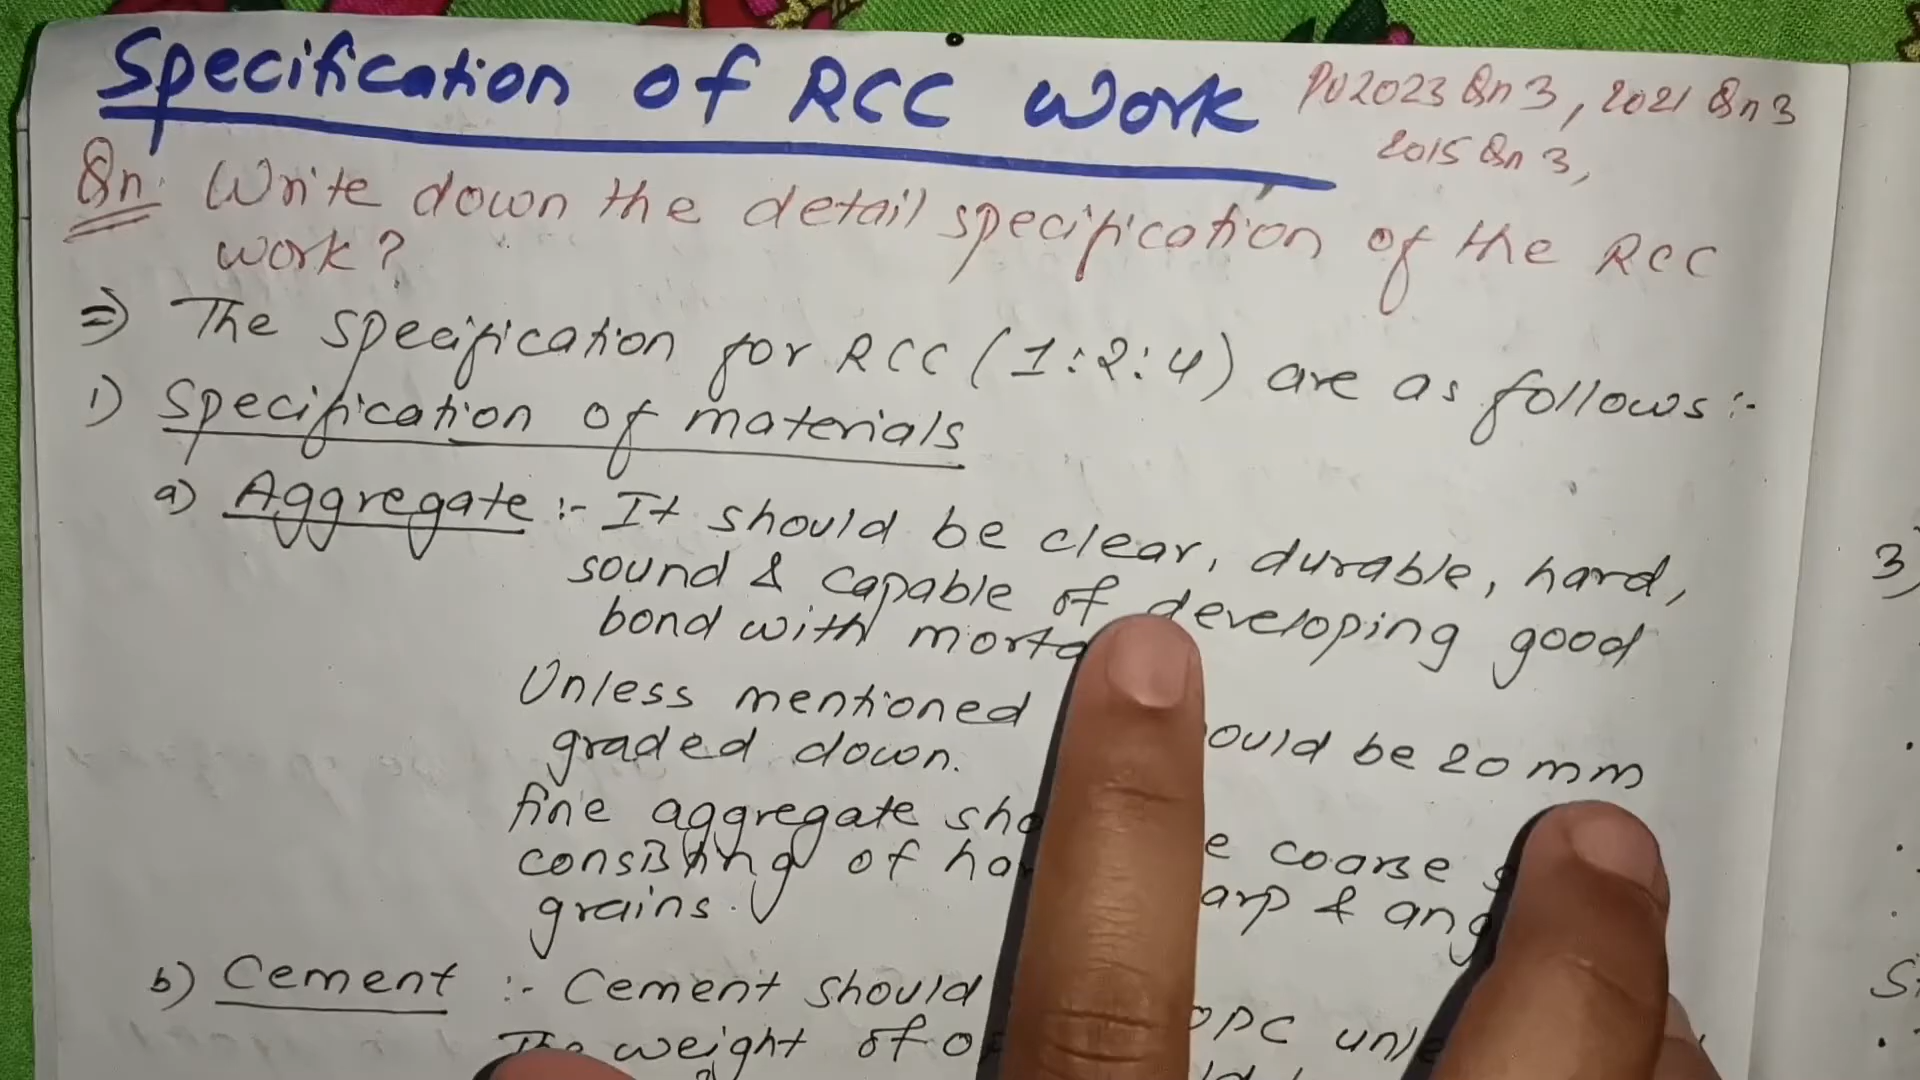 Specification of RCC Work
PU 2023 Qn 3, 2021 Qn 3
2015 Qn 3,
Qn. Write down the detail specification of the RCC
work?
⇒ The specification for RCC (1:2:4) are as follows:-
1) Specification of materials
a) Aggregate :- It should be clear, durable, hard,
sound & capable of developing good
bond with
Unless mentioned be 20 mm
graded down.
fine aggregate coarse
consisting of & 
grains.
b) Cement :- Cement should OPC
weight of
3)